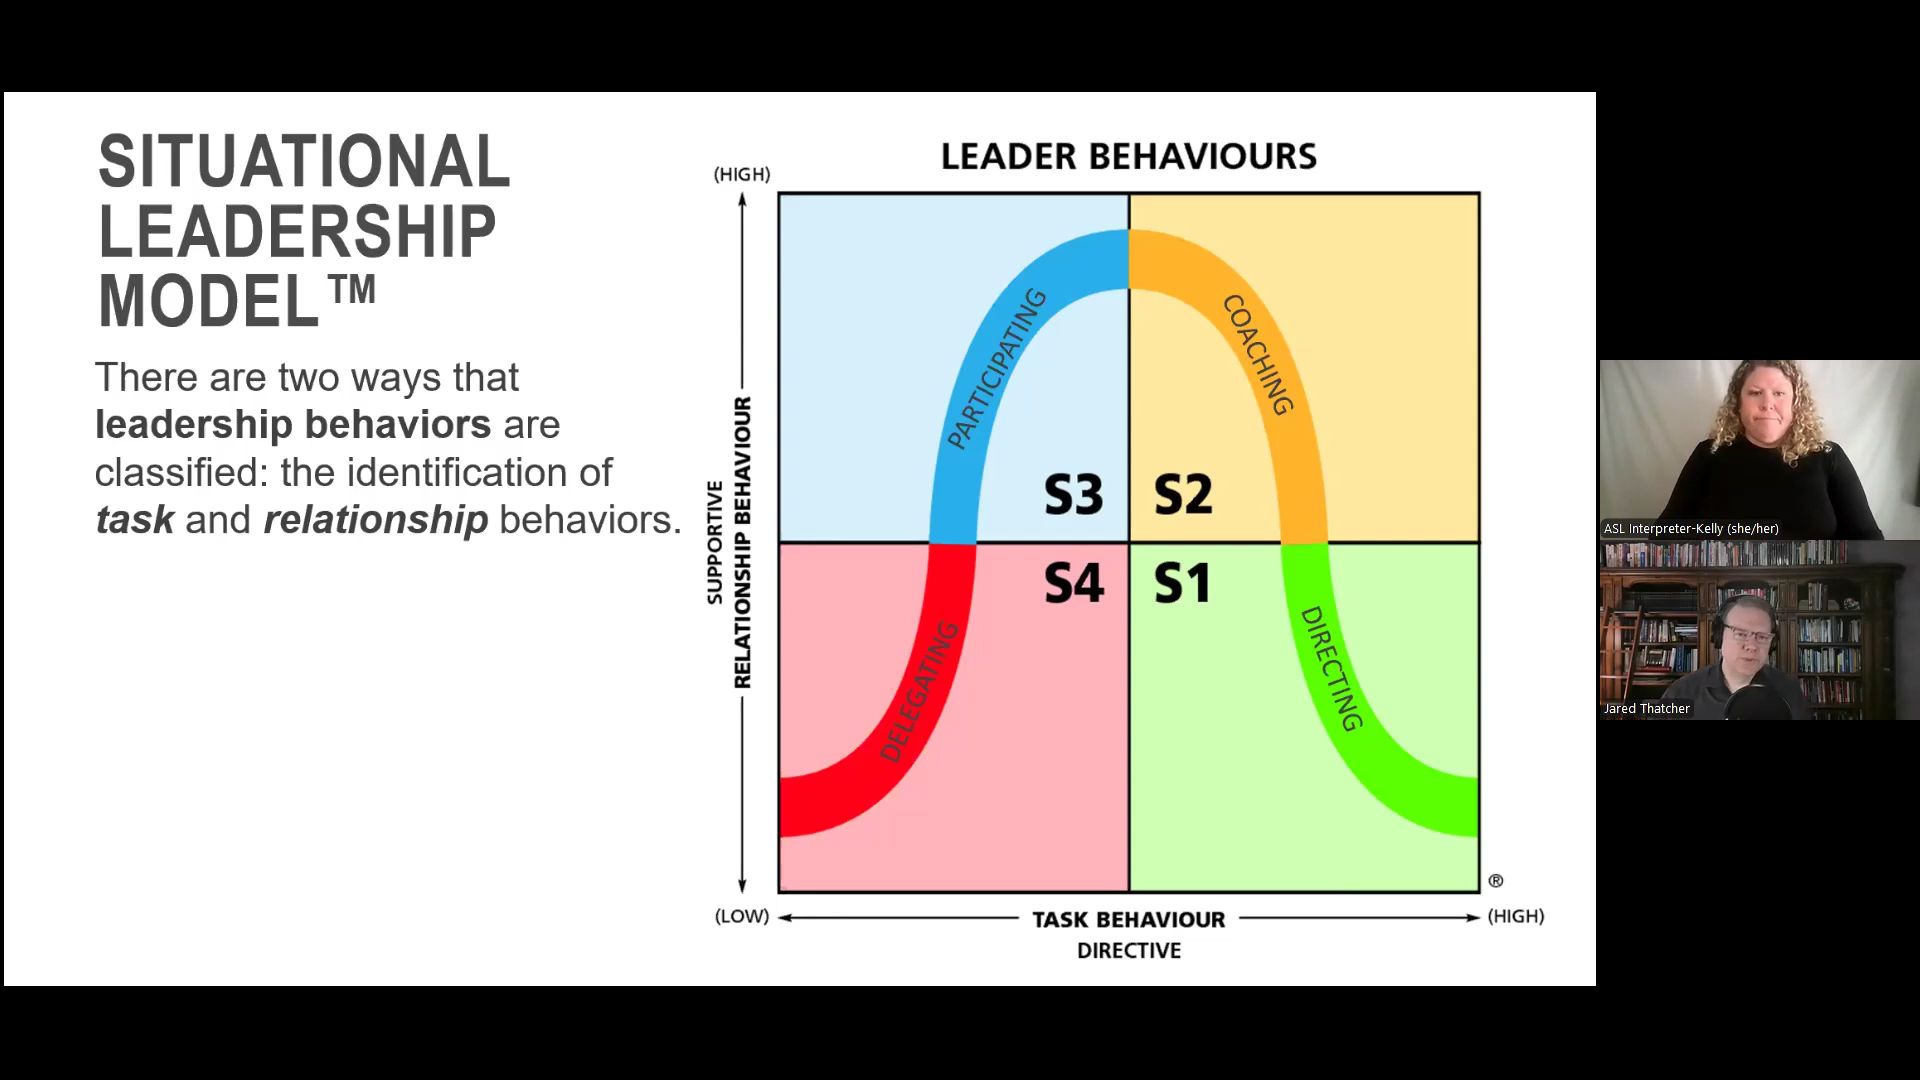 SITUATIONAL
LEADERSHIP
MODEL™
There are two ways that
leadership behaviors are
classified: the identification of
task and relationship behaviors.
LEADER BEHAVIOURS
(HIGH)
SUPPORTIVE
RELATIONSHIP BEHAVIOUR
PARTICIPATING
COACHING
S3
S2
S4
S1
DELEGATING
DIRECTING
®
(LOW)
TASK BEHAVIOUR
(HIGH)
DIRECTIVE
ASL Interpreter-Kelly (she/her)
Jared Thatcher